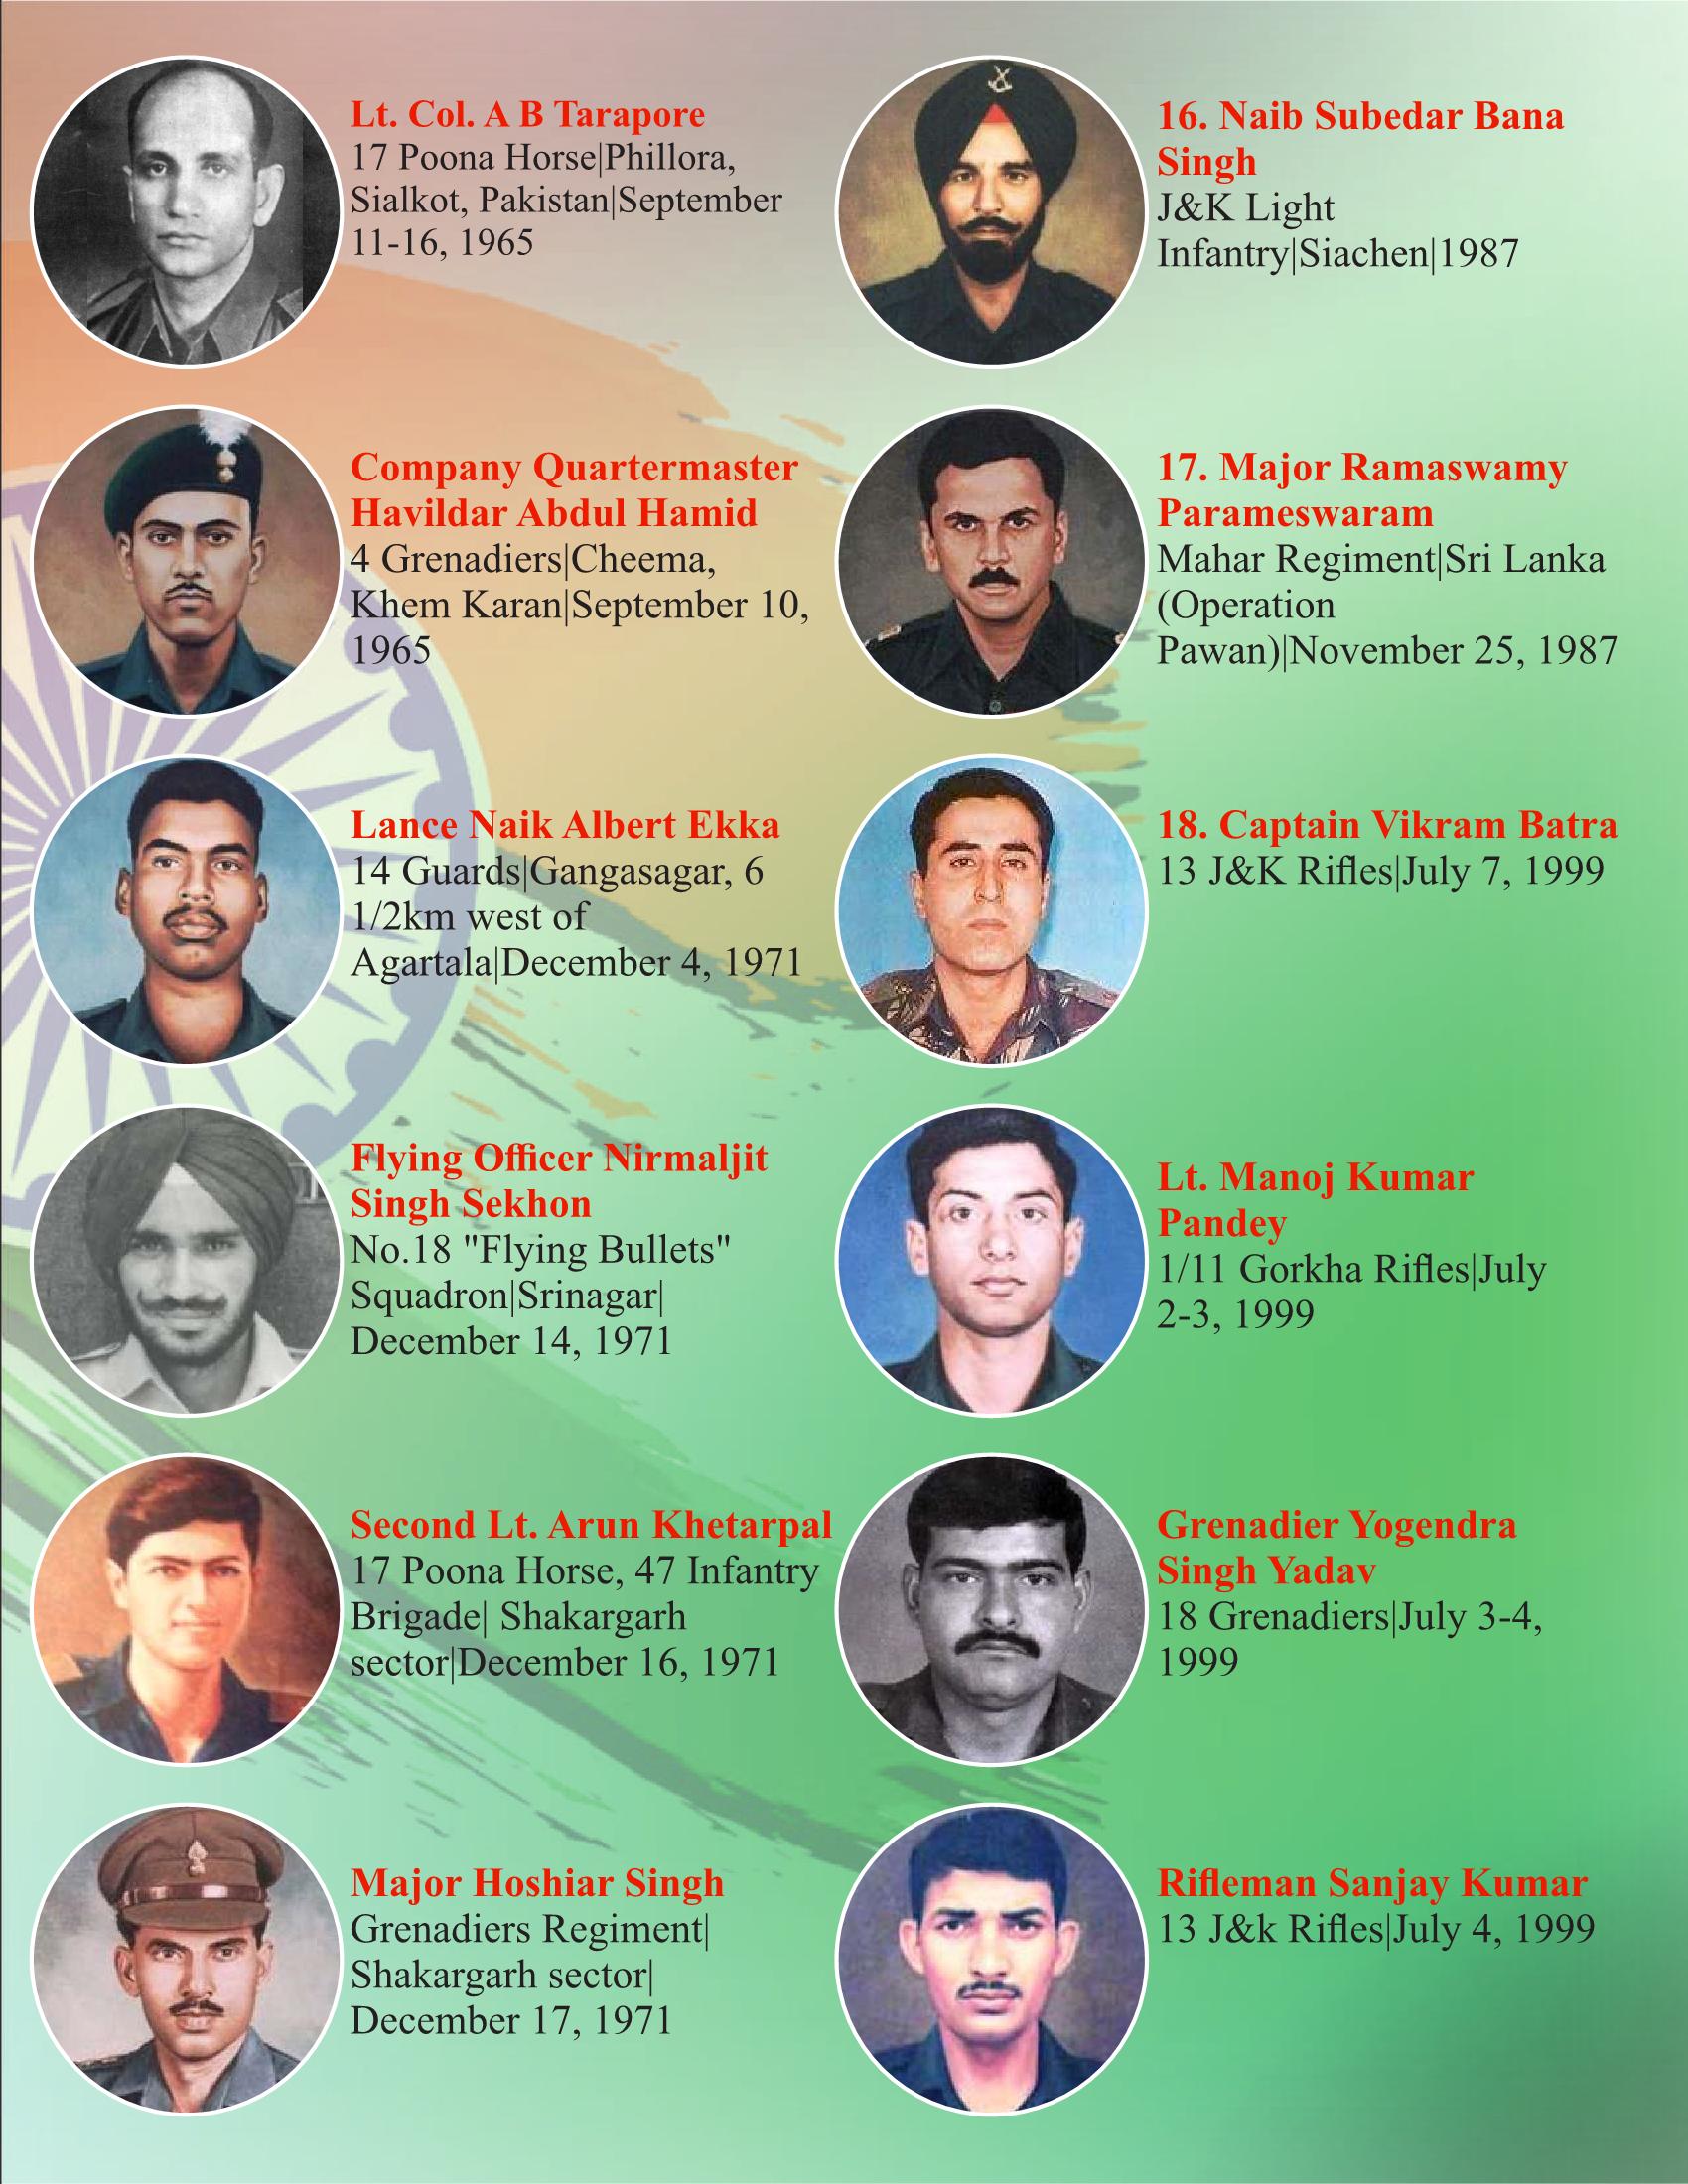 Lt. Col. A B Tarapore
17 Poona Horse|Phillora,
Sialkot, Pakistan|September
11-16, 1965
Company Quartermaster
Havildar Abdul Hamid
4 Grenadiers|Cheema,
Khem Karan|September 10,
1965
Lance Naik Albert Ekka
14 Guards|Gangasagar, 6
1/2km west of
Agartala|December 4, 1971
Flying Officer Nirmaljit
Singh Sekhon
No.18 "Flying Bullets"
Squadron|Srinagar|
December 14, 1971
Second Lt. Arun Khetarpal
17 Poona Horse, 47 Infantry
Brigade| Shakargarh
sector|December 16, 1971
Major Hoshiar Singh
Grenadiers Regiment|
Shakargarh sector|
December 17, 1971
16. Naib Subedar Bana
Singh
J&K Light
Infantry|Siachen|1987
17. Major Ramaswamy
Parameswaram
Mahar Regiment|Sri Lanka
(Operation
Pawan)|November 25, 1987
18. Captain Vikram Batra
13 J&K Rifles|July 7, 1999
Lt. Manoj Kumar
Pandey
1/11 Gorkha Rifles|July
2-3, 1999
Grenadier Yogendra
Singh Yadav
18 Grenadiers|July 3-4,
1999
Rifleman Sanjay Kumar
13 J&k Rifles|July 4, 1999